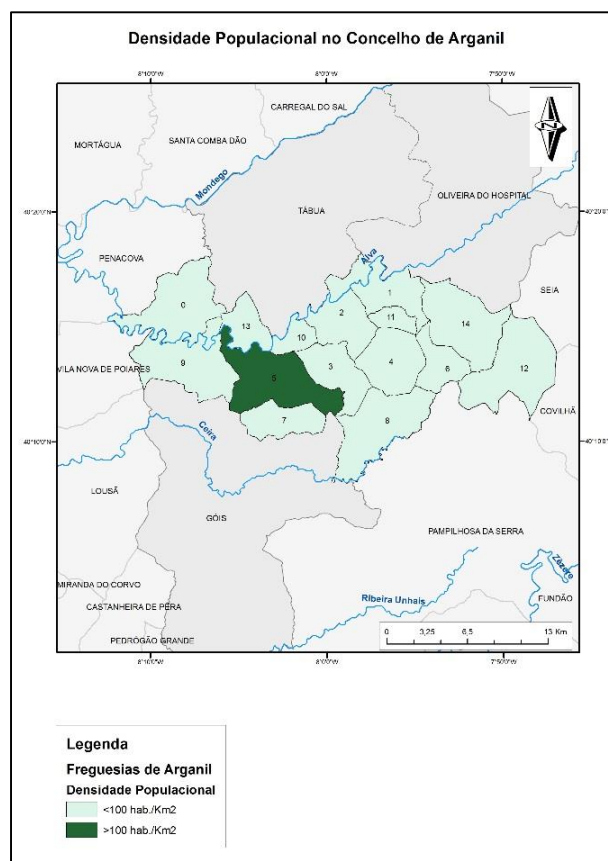 Densidade Populacional no Concelho de Arganil
8°10'0"W 8°0'0"W 7°50'0"W
CARREGAL DO SAL
MORTÁGUA
SANTA COMBA DÃO
N
Mondego
OLIVEIRA DO HOSPITAL
40°20'0"N
40°20'0"N
TÁBUA
PENACOVA
Alva
SEIA
0
1
13
2
11
14
10
VILA NOVA DE POIARES
9
3
4
6
12
5
COVILHÃ
7
8
Ceira
40°10'0"N
40°10'0"N
LOUSÃ
GÓIS
PAMPILHOSA DA SERRA
Zêzere
MIRANDA DO CORVO
Ribeira Unhais
FUNDÃO
CASTANHEIRA DE PÊRA
PEDRÓGÃO GRANDE
0 3,25 6,5 13 Km
8°10'0"W 8°0'0"W 7°50'0"W
Legenda
Freguesias de Arganil
Densidade Populacional
<100 hab./Km2
>100 hab./Km2